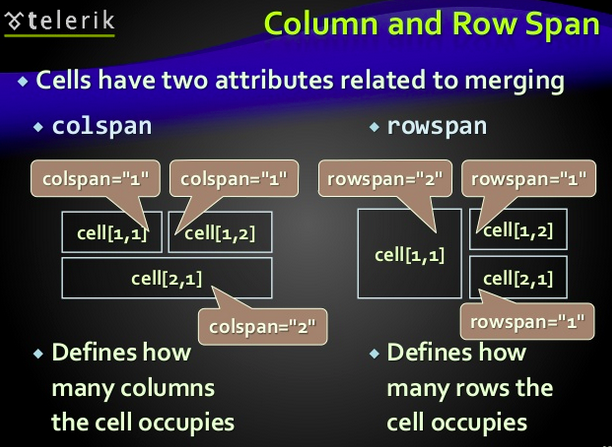 telerik
Column and Row Span
Cells have two attributes related to merging
colspan
colspan="1"
colspan="1"
cell[1,1]
cell[1,2]
cell[2,1]
colspan="2"
Defines how
many columns
the cell occupies
rowspan
rowspan="2"
rowspan="1"
cell[1,1]
cell[1,2]
cell[2,1]
rowspan="1"
Defines how
many rows the
cell occupies